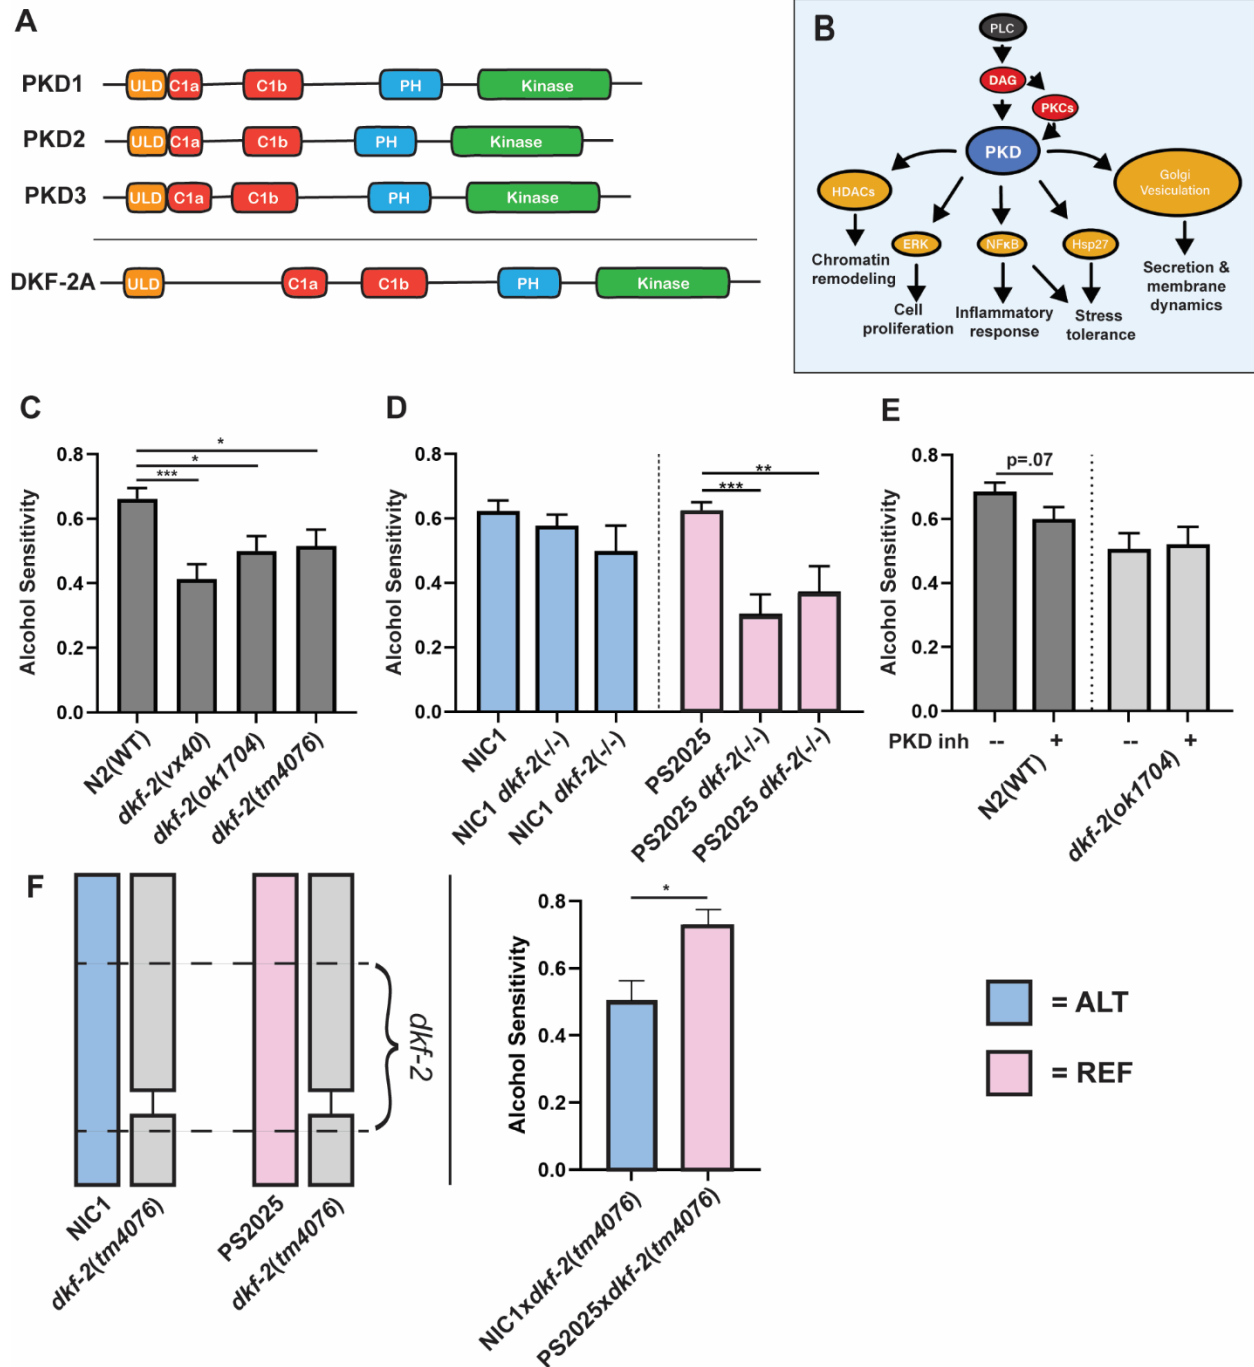 A
PKD1
ULD
C1a
C1b
PH
Kinase
PKD2
ULD
C1a
C1b
PH
Kinase
PKD3
ULD
C1a
C1b
PH
Kinase
DKF-2A
ULD
C1a
C1b
PH
Kinase
B
PLC
DAG
PKCs
PKD
HDACs
ERK
NFκB
Hsp27
Golgi
Vesiculation
Chromatin
remodeling
Cell
proliferation
Inflammatory
response
Stress
tolerance
Secretion &
membrane
dynamics
C
Alcohol Sensitivity
0.8
0.6
0.4
0.2
0.0
*
*
***
N2(WT)
dkf-2(vx40)
dkf-2(ok1704)
dkf-2(tm4076)
D
Alcohol Sensitivity
0.8
0.6
0.4
0.2
0.0
**
***
NIC1
NIC1 dkf-2(-/-)
NIC1 dkf-2(-/-)
PS2025
PS2025 dkf-2(-/-)
PS2025 dkf-2(-/-)
E
Alcohol Sensitivity
0.8
0.6
0.4
0.2
0.0
p=.07
PKD inh -- + -- +
N2(WT)
dkf-2(ok1704)
F
dkf-2
NIC1
dkf-2(tm4076)
PS2025
dkf-2(tm4076)
Alcohol Sensitivity
0.8
0.6
0.4
0.2
0.0
*
NIC1xdkf-2(tm4076)
PS2025xdkf-2(tm4076)
= ALT
= REF